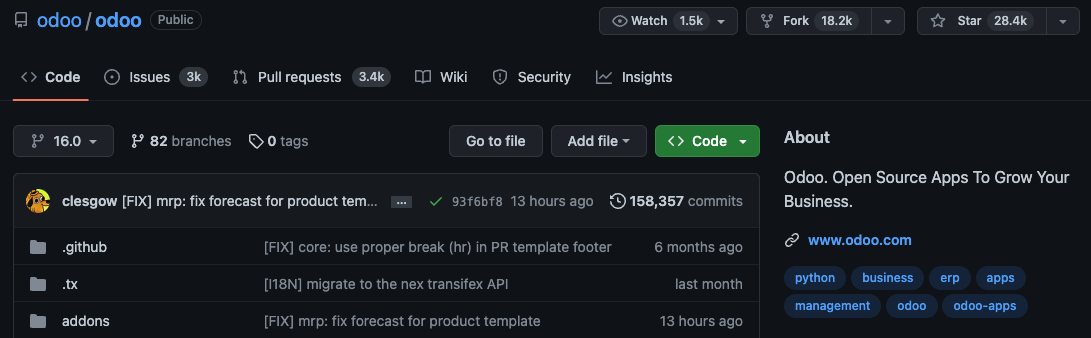 odoo / odoo Public Watch 1.5k Fork 18.2k Star 28.4k
Code Issues 3k Pull requests 3.4k Wiki Security Insights
16.0 82 branches 0 tags Go to file Add file Code
clesgow [FIX] mrp: fix forecast for product tem... ... 93f6bf8 13 hours ago 158,357 commits
.github [FIX] core: use proper break (hr) in PR template footer 6 months ago
.tx [I18N] migrate to the nex transifex API last month
addons [FIX] mrp: fix forecast for product template 13 hours ago
About
Odoo. Open Source Apps To Grow Your
Business.
www.odoo.com
python business erp apps
management odoo odoo-apps